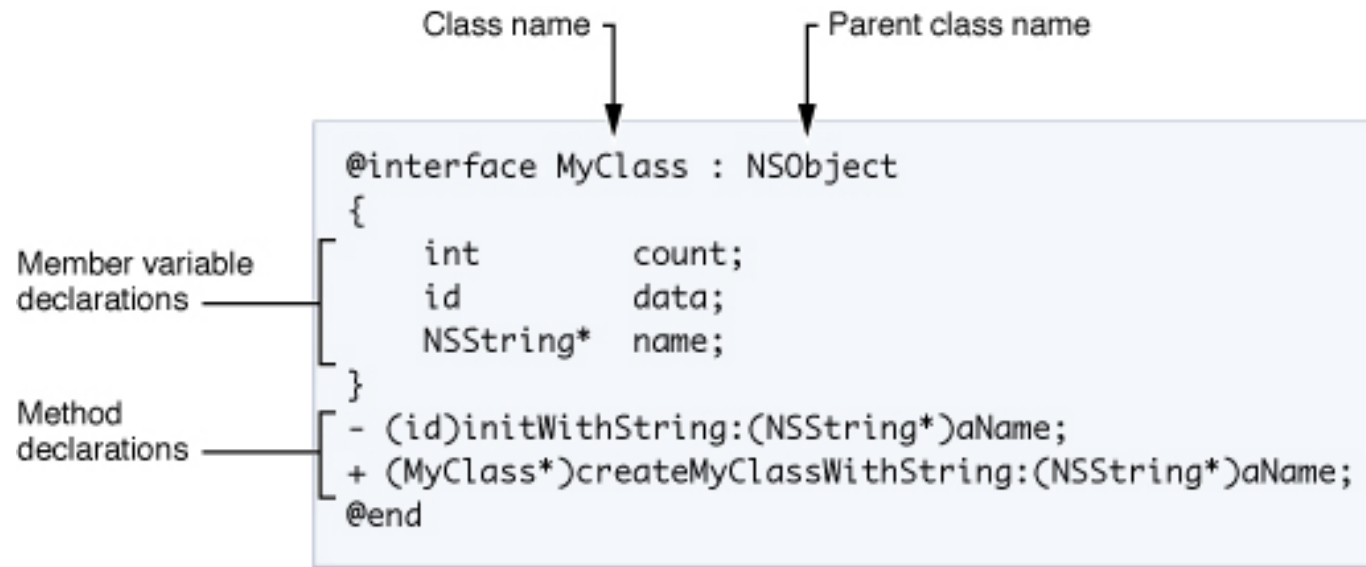 Class name
Parent class name
@interface MyClass : NSObject
{
Member variable
declarations
int count;
id data;
NSString* name;
}
Method
declarations
- (id)initWithString:(NSString*)aName;
+ (MyClass*)createMyClassWithString:(NSString*)aName;
@end